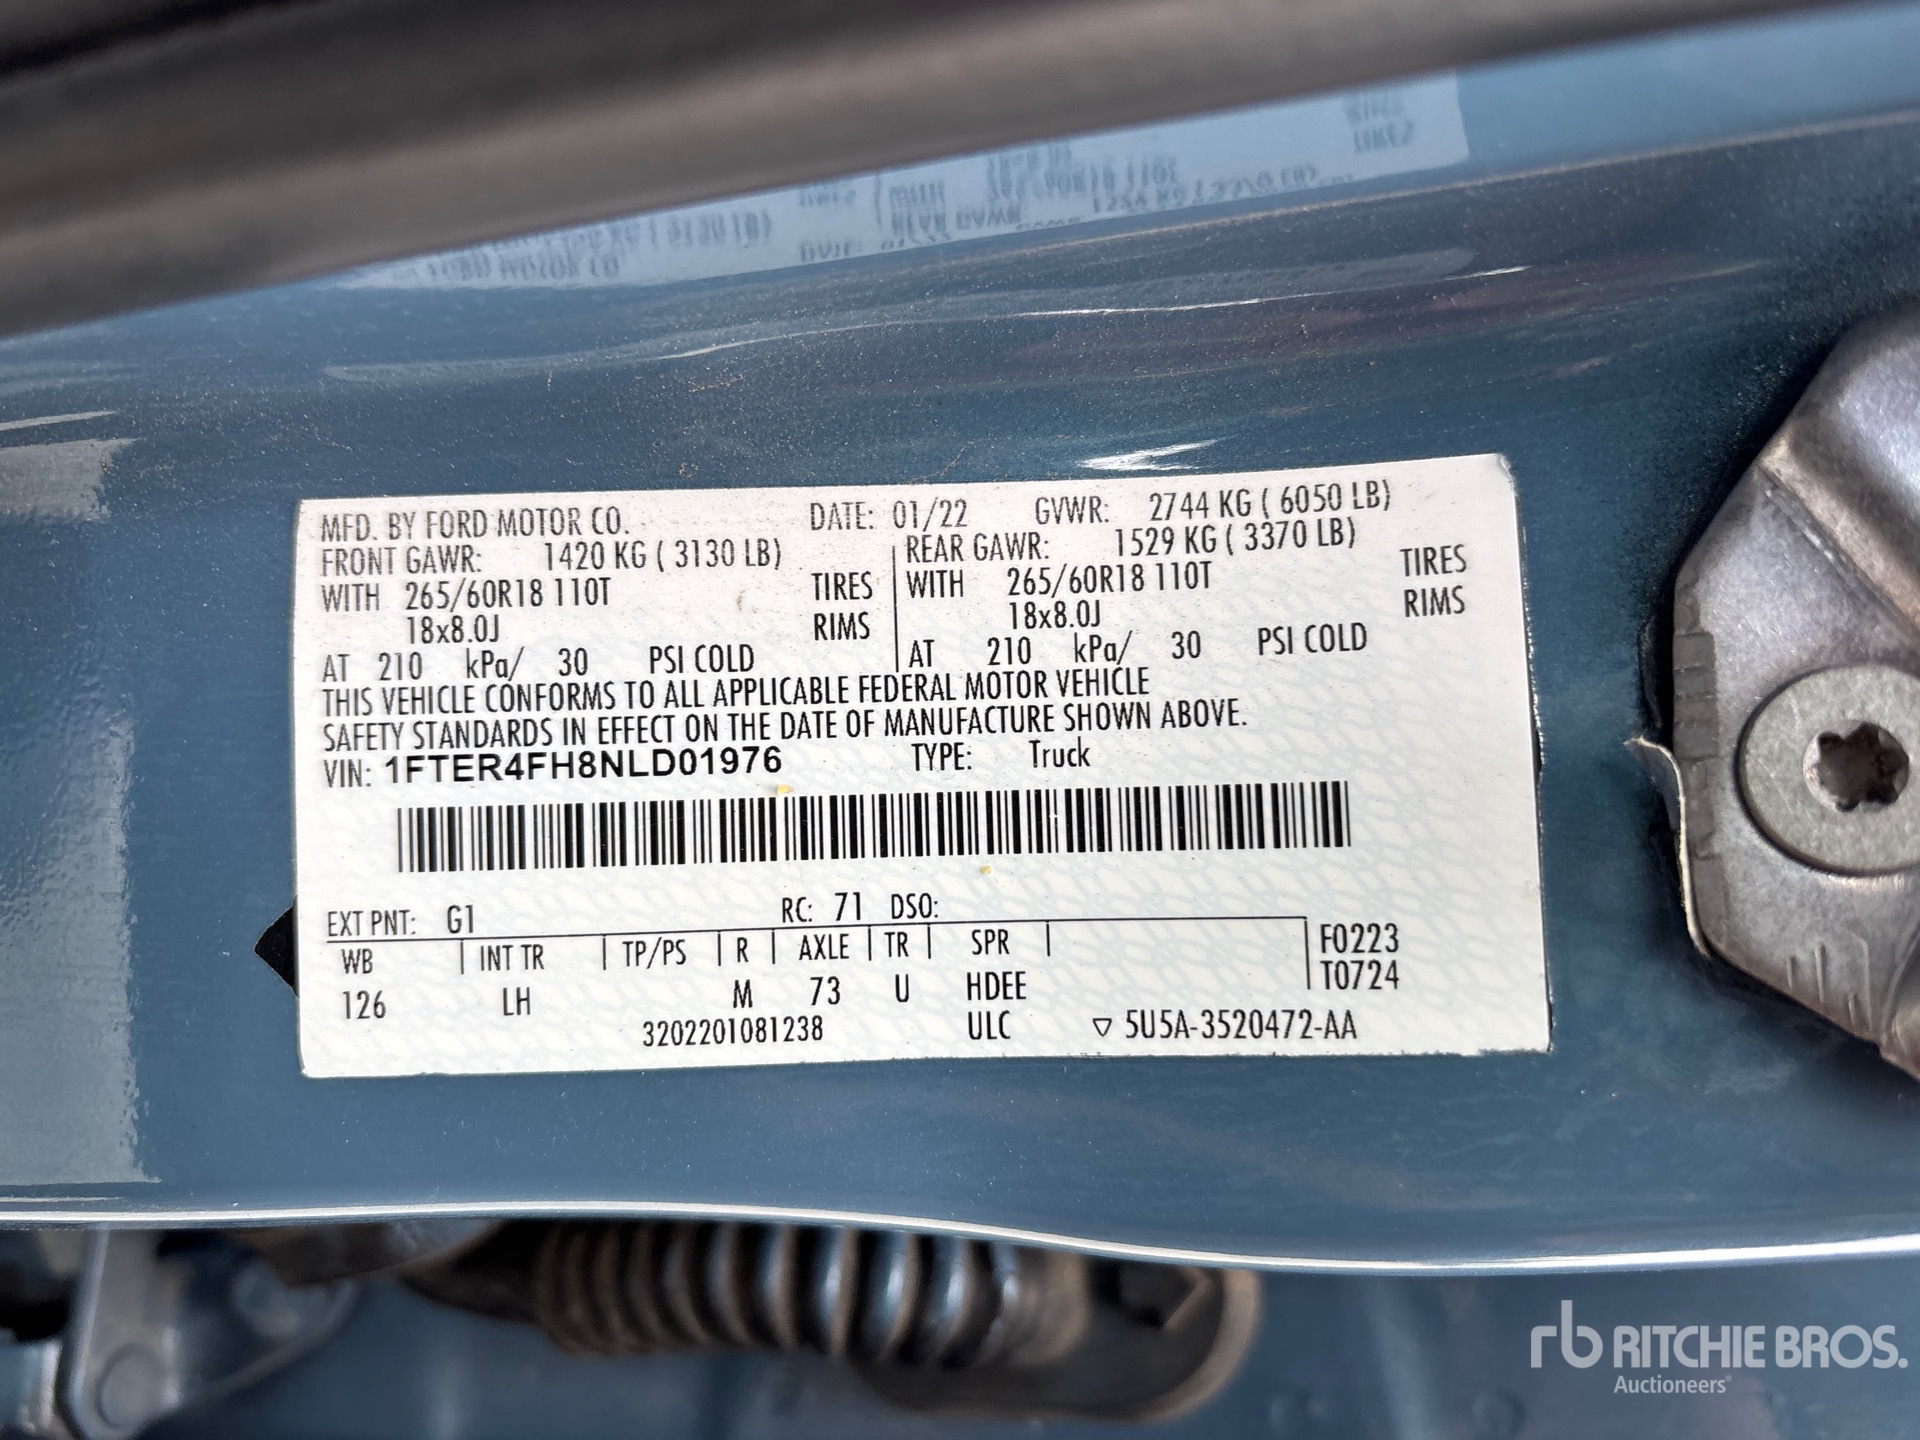 MFD. BY FORD MOTOR CO. DATE: 01/22 GVWR: 2744 KG ( 6050 LB)
FRONT GAWR: 1420 KG ( 3130 LB) REAR GAWR: 1529 KG ( 3370 LB)
WITH 265/60R18 110T TIRES WITH 265/60R18 110T TIRES
18x8.0J RIMS 18x8.0J RIMS
AT 210 kPa/ 30 PSI COLD AT 210 kPa/ 30 PSI COLD
THIS VEHICLE CONFORMS TO ALL APPLICABLE FEDERAL MOTOR VEHICLE
SAFETY STANDARDS IN EFFECT ON THE DATE OF MANUFACTURE SHOWN ABOVE.
VIN: 1FTER4FH8NLD01976 TYPE: Truck
EXT PNT: G1 RC: 71 DSO:
WB INT TR TP/PS R AXLE TR SPR F0223
126 LH M 73 U HDEE T0724
3202201081238 ULC ▽ 5U5A-3520472-AA
rb RITCHIE BROS.
Auctioneers